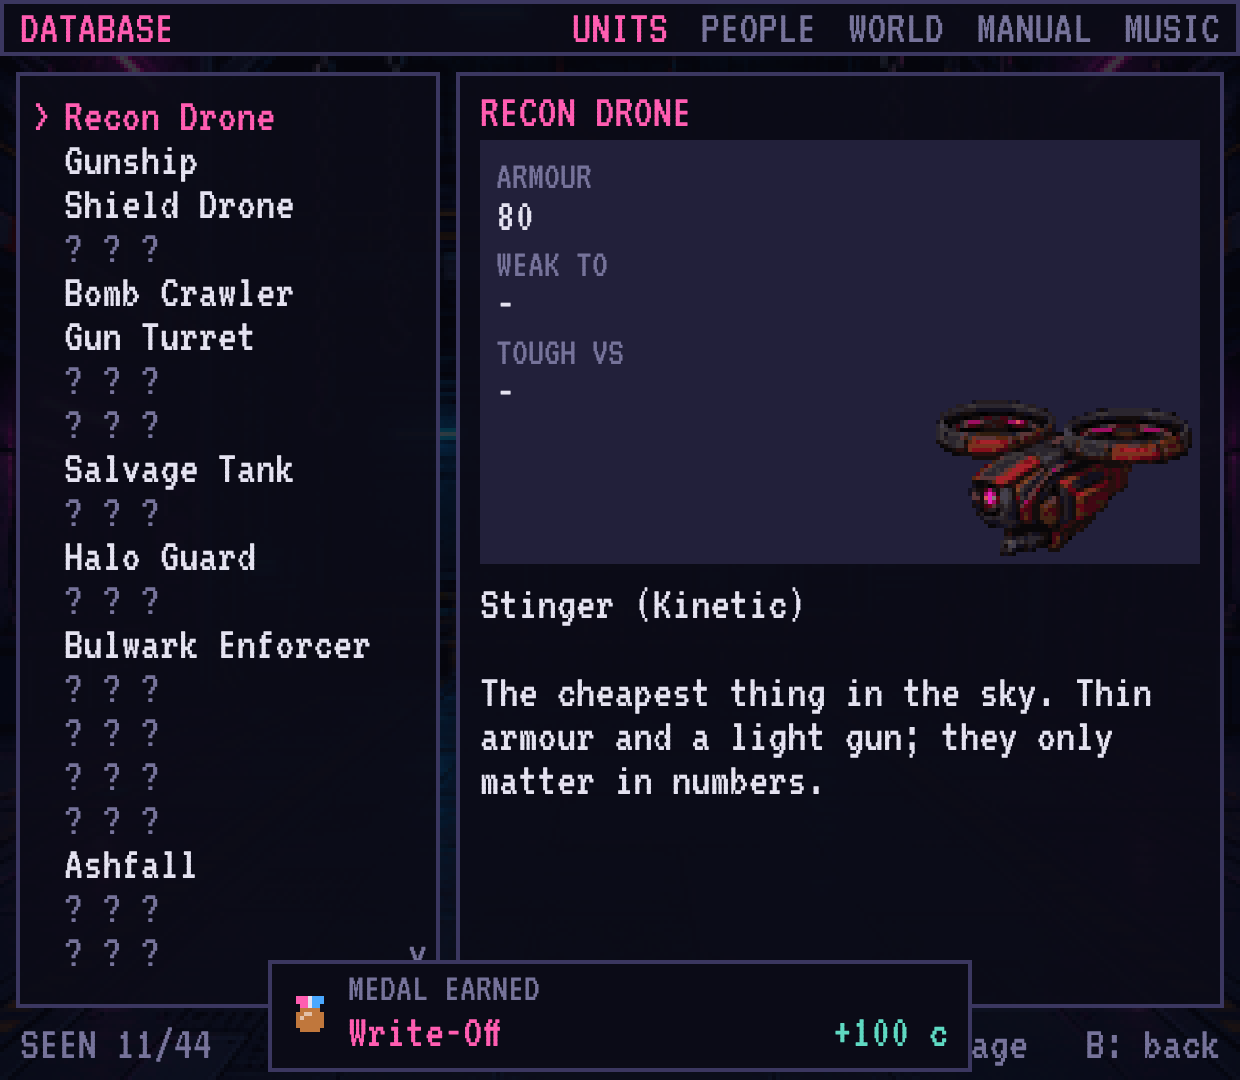 DATABASE
UNITS PEOPLE WORLD MANUAL MUSIC
> Recon Drone
Gunship
Shield Drone
? ? ?
Bomb Crawler
Gun Turret
? ? ?
? ? ?
Salvage Tank
? ? ?
Halo Guard
? ? ?
Bulwark Enforcer
? ? ?
? ? ?
? ? ?
? ? ?
Ashfall
? ? ?
? ? ?
RECON DRONE
ARMOUR
80
WEAK TO
-
TOUGH VS
-
Stinger (Kinetic)
The cheapest thing in the sky. Thin
armour and a light gun; they only
matter in numbers.
MEDAL EARNED
Write-Off
+100 c
SEEN 11/44
B: back